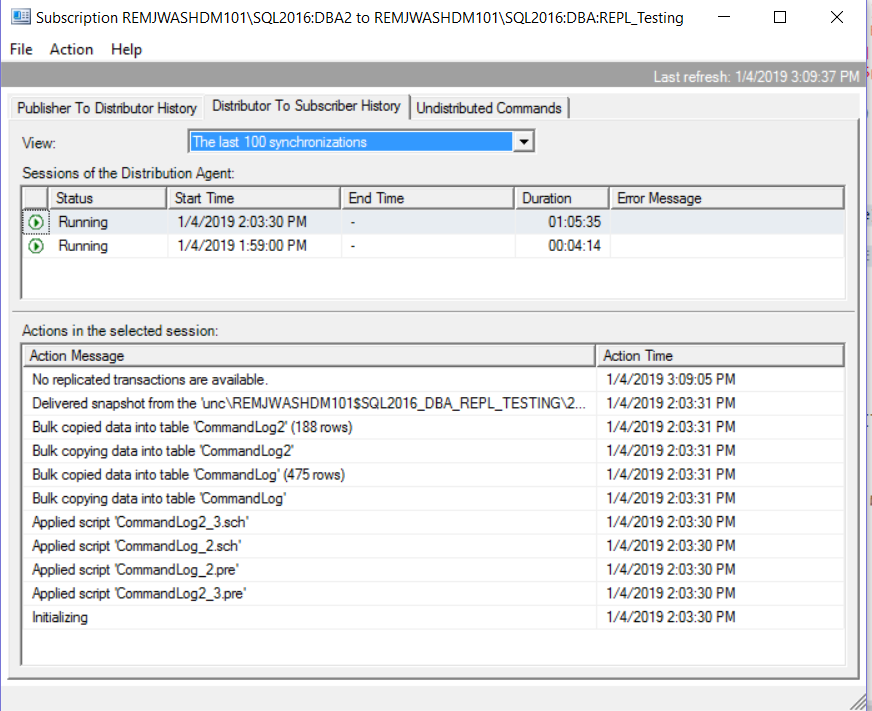 Subscription REMJWASHDM101\SQL2016:DBA2 to REMJWASHDM101\SQL2016:DBA:REPL_Testing
File Action Help
Last refresh: 1/4/2019 3:09:37 PM
Publisher To Distributor History Distributor To Subscriber History Undistributed Commands
View: The last 100 synchronizations
Sessions of the Distribution Agent:
Status Start Time End Time Duration Error Message
Running 1/4/2019 2:03:30 PM - 01:05:35
Running 1/4/2019 1:59:00 PM - 00:04:14
Actions in the selected session:
Action Message Action Time
No replicated transactions are available. 1/4/2019 3:09:05 PM
Delivered snapshot from the 'unc\REMJWASHDM101$SQL2016_DBA_REPL_TESTING\2... 1/4/2019 2:03:31 PM
Bulk copied data into table 'CommandLog2' (188 rows) 1/4/2019 2:03:31 PM
Bulk copying data into table 'CommandLog2' 1/4/2019 2:03:31 PM
Bulk copied data into table 'CommandLog' (475 rows) 1/4/2019 2:03:31 PM
Bulk copying data into table 'CommandLog' 1/4/2019 2:03:31 PM
Applied script 'CommandLog2_3.sch' 1/4/2019 2:03:30 PM
Applied script 'CommandLog_2.sch' 1/4/2019 2:03:30 PM
Applied script 'CommandLog_2.pre' 1/4/2019 2:03:30 PM
Applied script 'CommandLog2_3.pre' 1/4/2019 2:03:30 PM
Initializing 1/4/2019 2:03:30 PM